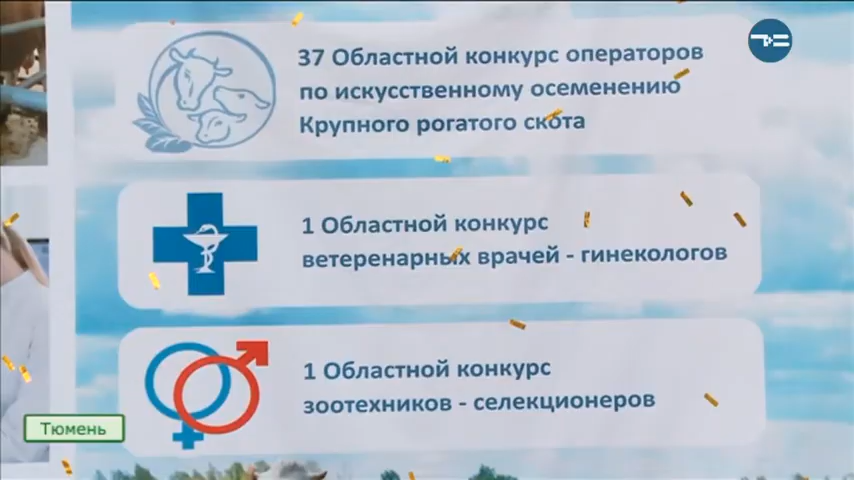 37 Областной конкурс операторов
по искусственному осеменению
Крупного рогатого скота
1 Областной конкурс
ветеренарных врачей - гинекологов
1 Областной конкурс
зоотехников - селекционеров
Тюмень